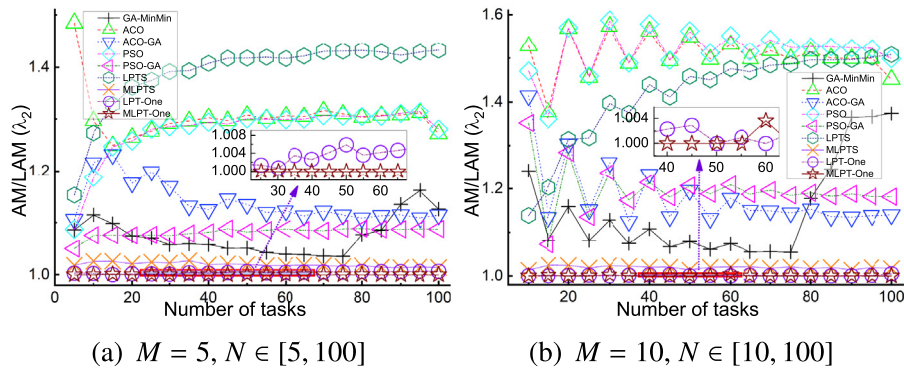 AM/LAM (λ₂)
1.4
1.2
1.0
GA-MinMin
ACO
ACO-GA
PSO
PSO-GA
LPTS
MLPTS
LPT-One
MLPT-One
1.008
1.004
1.000
30 40 50 60
0 20 40 60 80 100
Number of tasks
(a) M = 5, N ∈ [5, 100]
AM/LAM (λ₂)
1.6
1.4
1.2
1.0
GA-MinMin
ACO
ACO-GA
PSO
PSO-GA
LPTS
MLPTS
LPT-One
MLPT-One
1.004
1.002
1.000
40 45 50 55 60
20 40 60 80 100
Number of tasks
(b) M = 10, N ∈ [10, 100]